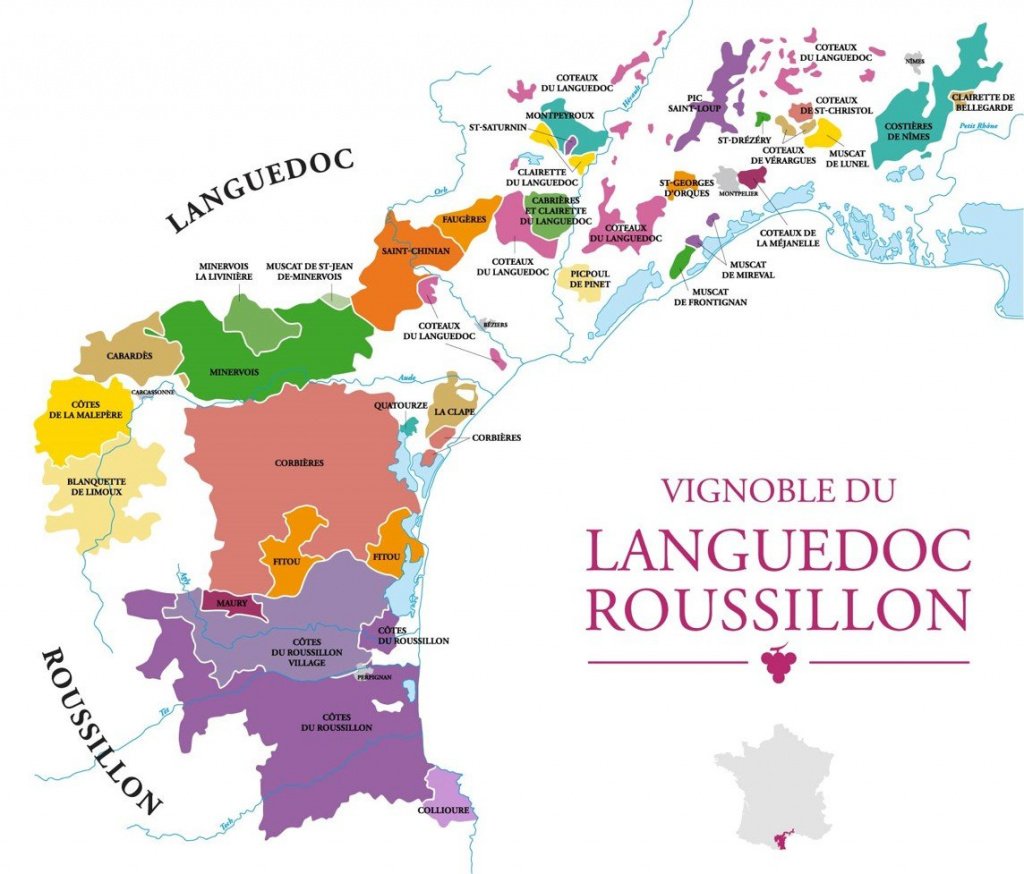 LANGUEDOC
ROUSSILLON
COTEAUX
DU LANGUEDOC
MONTPEYROUX
ST-SATURNIN
CLAIRETTE
DU LANGUEDOC
Hérault
COTEAUX
DU LANGUEDOC
NÎMES
PIC
SAINT-LOUP
COTEAUX
DE ST-CHRISTOL
ST-DRÉZÉRY
COTEAUX
DE VÉRARGUES
MUSCAT
DE LUNEL
COSTIÈRES
DE NÎMES
CLAIRETTE DE
BELLEGARDE
Petit Rhône
Orb
FAUGÈRES
SAINT-CHINIAN
CABRIÈRES
ET CLAIRETTE
DU LANGUEDOC
COTEAUX
DU LANGUEDOC
COTEAUX
DU LANGUEDOC
ST-GEORGES
D'ORQUES
MONTPELIER
COTEAUX DE
LA MÉJANELLE
MUSCAT
DE MIREVAL
MUSCAT
DE FRONTIGNAN
PICPOUL
DE PINET
MINERVOIS
LA LIVINIÈRE
MUSCAT DE ST-JEAN
DE-MINERVOIS
COTEAUX
DU LANGUEDOC
BÉZIERS
CABARDÈS
MINERVOIS
Aude
CARCASSONNE
CÔTES
DE LA MALEPÈRE
QUATOURZE
LA CLAPE
CORBIÈRES
CORBIÈRES
BLANQUETTE
DE LIMOUX
FITOU
FITOU
Agly
MAURY
CÔTES
DU ROUSSILLON
CÔTES
DU ROUSSILLON
VILLAGE
PERPIGNAN
Têt
CÔTES
DU ROUSSILLON
Tech
COLLIOURE
VIGNOBLE DU
LANGUEDOC
ROUSSILLON